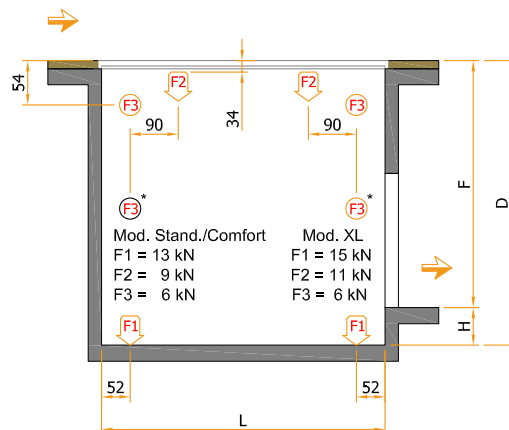 54
F3
F2
34
F2
F3
90
90
F3*
F3*
Mod. Stand./Comfort
F1 = 13 kN
F2 = 9 kN
F3 = 6 kN
Mod. XL
F1 = 15 kN
F2 = 11 kN
F3 = 6 kN
F
D
F1
F1
H
52
52
L